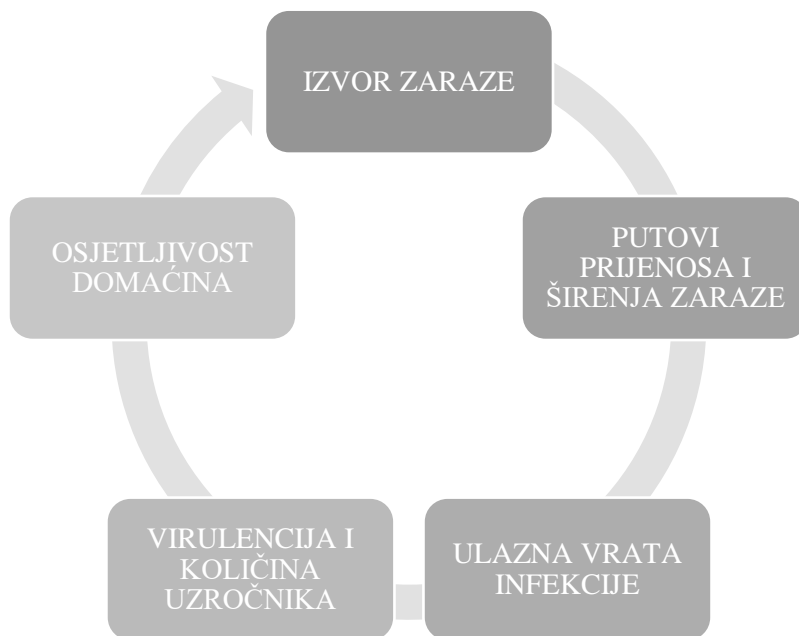 IZVOR ZARAZE
PUTOVI
PRIJENOSA I
ŠIRENJA ZARAZE
ULAZNA VRATA
INFEKCIJE
VIRULENCIJA I
KOLIČINA
UZROČNIKA
OSJETLJIVOST
DOMAĆINA